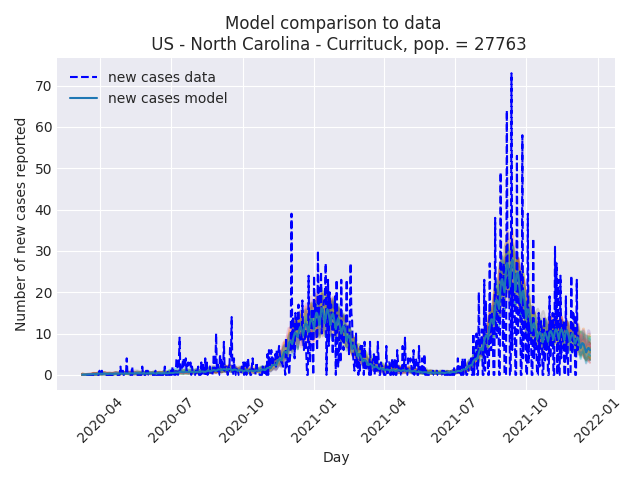 Model comparison to data
US - North Carolina - Currituck, pop. = 27763
new cases data
new cases model
Number of new cases reported
70
60
50
40
30
20
10
0
2020-04
2020-07
2020-10
2021-01
2021-04
2021-07
2021-10
2022-01
Day